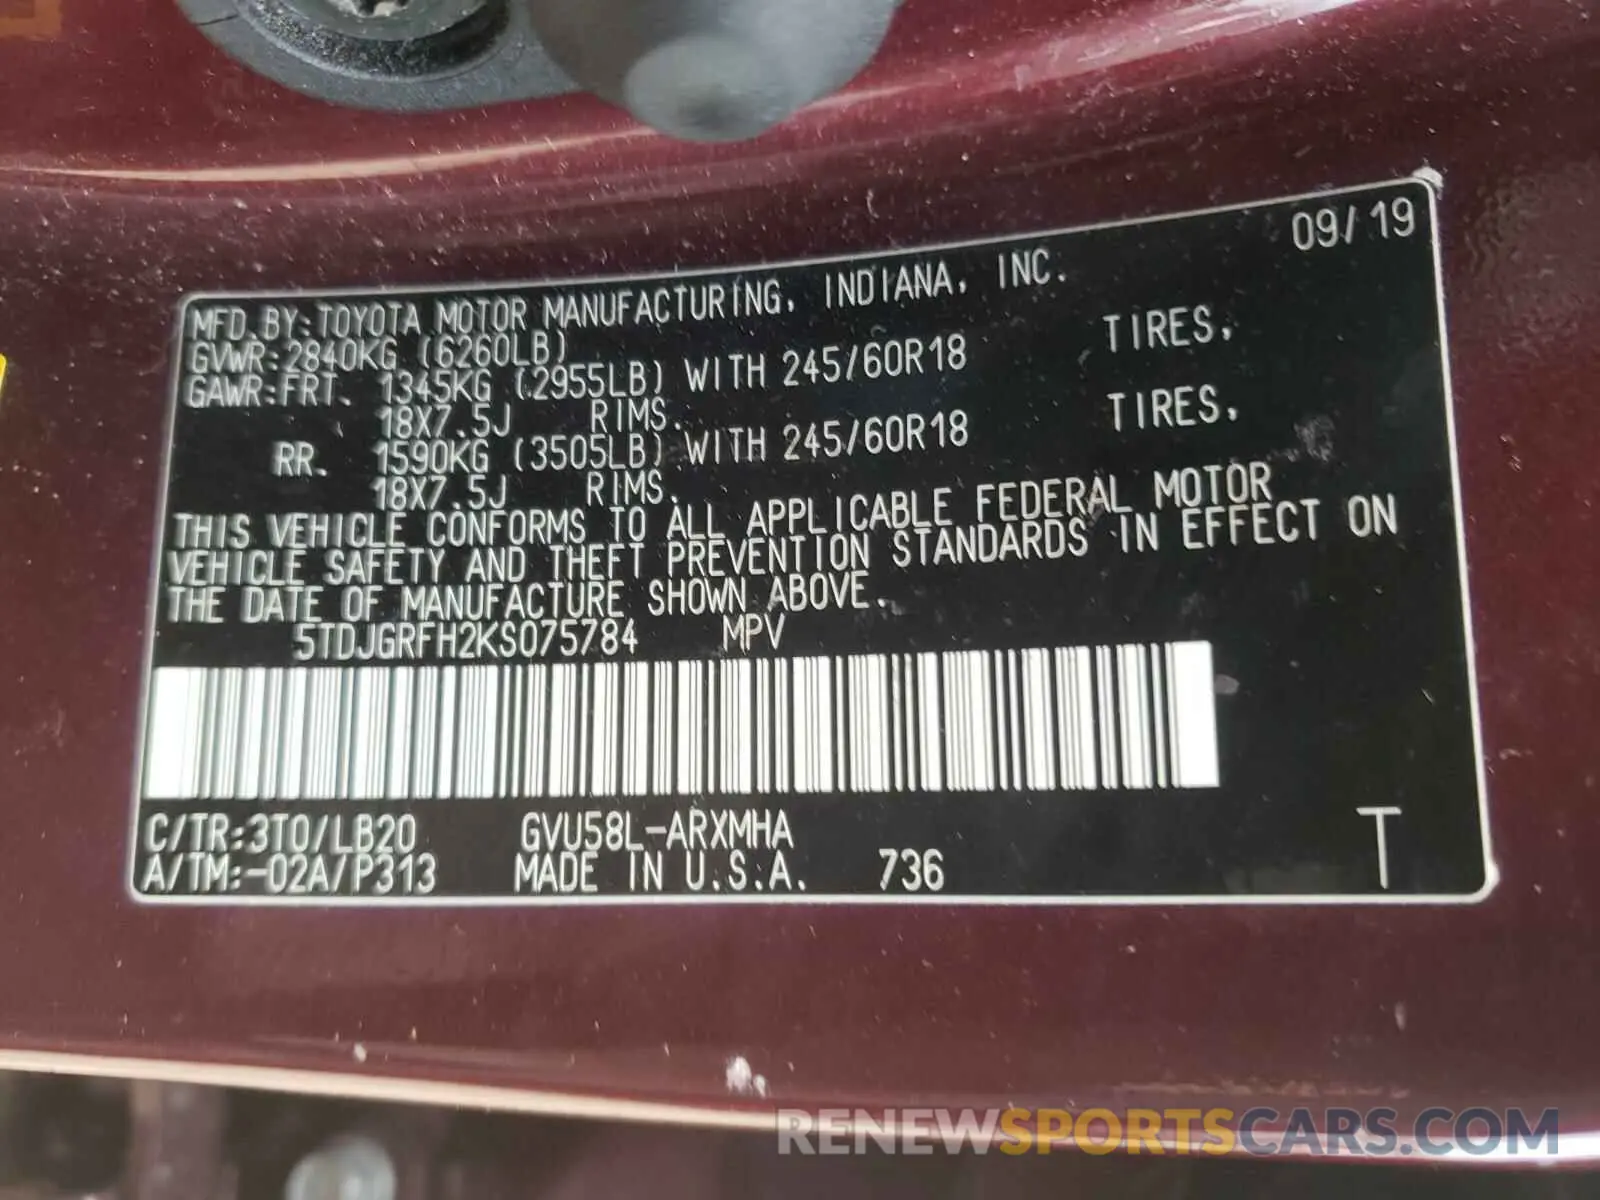 09/19
MFD.BY:TOYOTA MOTOR MANUFACTURING, INDIANA, INC.
GVWR:2840KG (6260LB)
GAWR:FRT. 1345KG (2955LB) WITH 245/60R18 TIRES,
18X7.5J RIMS.
RR. 1590KG (3505LB) WITH 245/60R18 TIRES,
18X7.5J RIMS.
THIS VEHICLE CONFORMS TO ALL APPLICABLE FEDERAL MOTOR
VEHICLE SAFETY AND THEFT PREVENTION STANDARDS IN EFFECT ON
THE DATE OF MANUFACTURE SHOWN ABOVE.
5TDJGRFH2KS075784 MPV
C/TR:3T0/LB20 GVU58L-ARXMHA
A/TM:-02A/P313 MADE IN U.S.A. 736 T
RENEWSPORTSCARS.COM